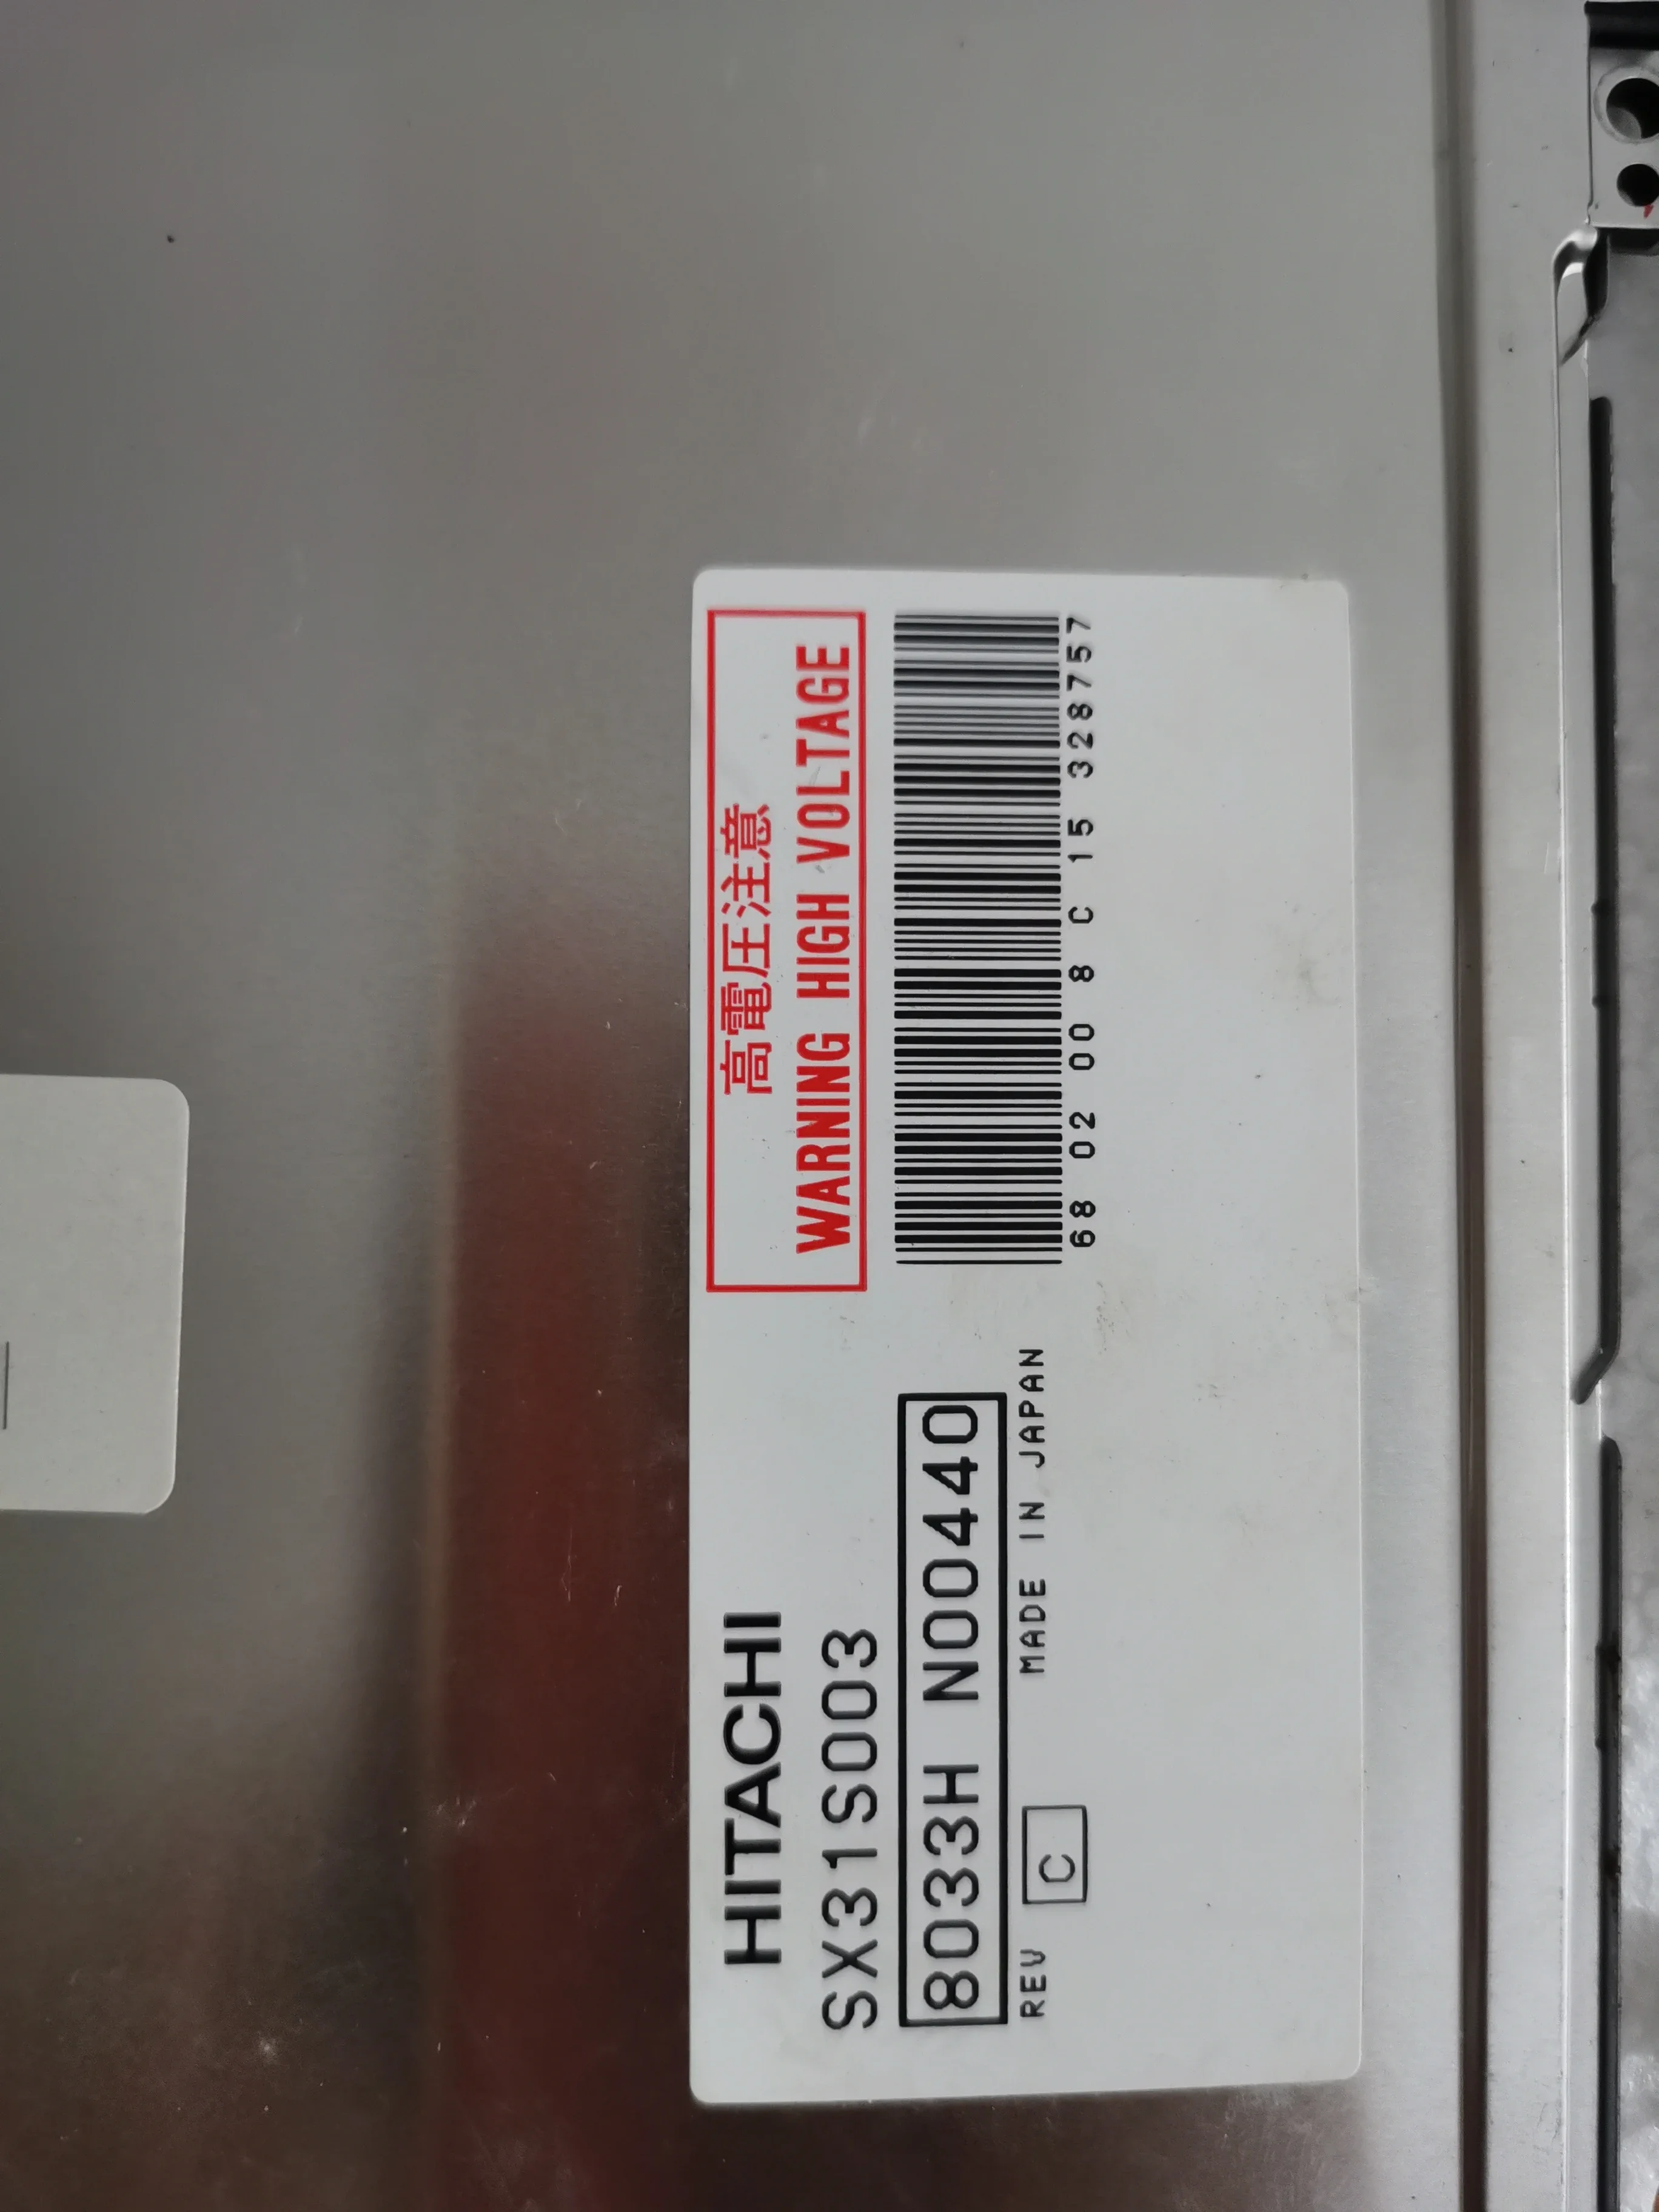 HITACHI
SX31S003
8033H N00440
REV C MADE IN JAPAN
高電圧注意
WARNING HIGH VOLTAGE
68 02 00 8 C 15 328757